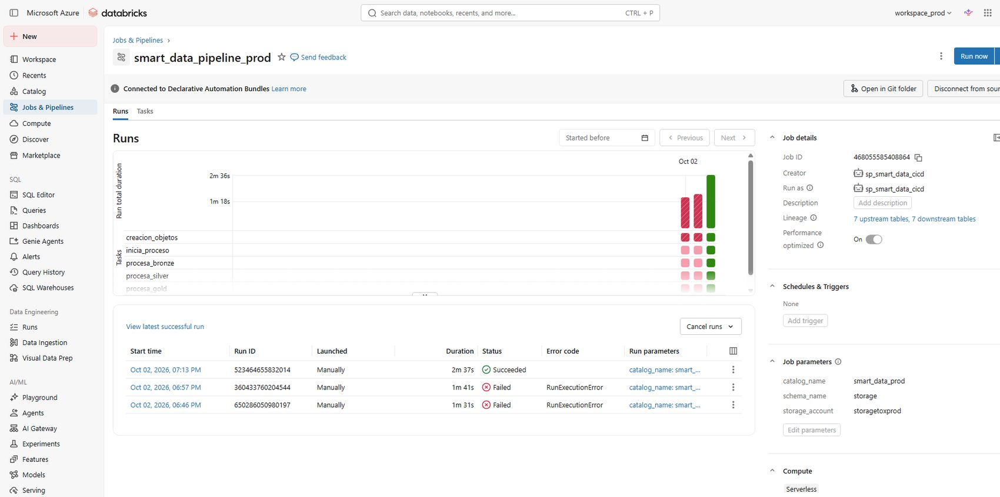 Microsoft Azure databricks
Search data, notebooks, recents, and more... CTRL + P
workspace_prod
New
Workspace
Recents
Catalog
Jobs & Pipelines
Compute
Discover
Marketplace
SQL
SQL Editor
Queries
Dashboards
Genie Agents
Alerts
Query History
SQL Warehouses
Data Engineering
Runs
Data Ingestion
Visual Data Prep
AI/ML
Playground
Agents
AI Gateway
Experiments
Features
Models
Serving
Jobs & Pipelines
smart_data_pipeline_prod Send feedback
Run now
Connected to Declarative Automation Bundles Learn more
Open in Git folder Disconnect from sour
Runs Tasks
Runs
Started before Previous Next
Oct 02
Run total duration
2m 36s
1m 18s
Tasks
creacion_objetos
inicia_proceso
procesa_bronze
procesa_silver
procesa_gold
View latest successful run Cancel runs
Start time Run ID Launched Duration Status Error code Run parameters
Oct 02, 2026, 07:13 PM 523464655832014 Manually 2m 37s Succeeded catalog_name: smart_...
Oct 02, 2026, 06:57 PM 360433760204544 Manually 1m 41s Failed RunExecutionError catalog_name: smart_...
Oct 02, 2026, 06:46 PM 650286050980197 Manually 1m 31s Failed RunExecutionError catalog_name: smart_...
Job details
Job ID 468055585408864
Creator sp_smart_data_cicd
Run as sp_smart_data_cicd
Description Add description
Lineage 7 upstream tables, 7 downstream tables
Performance
optimized On
Schedules & Triggers
None
Add trigger
Job parameters
catalog_name smart_data_prod
schema_name storage
storage_account storagetoxprod
Edit parameters
Compute
Serverless